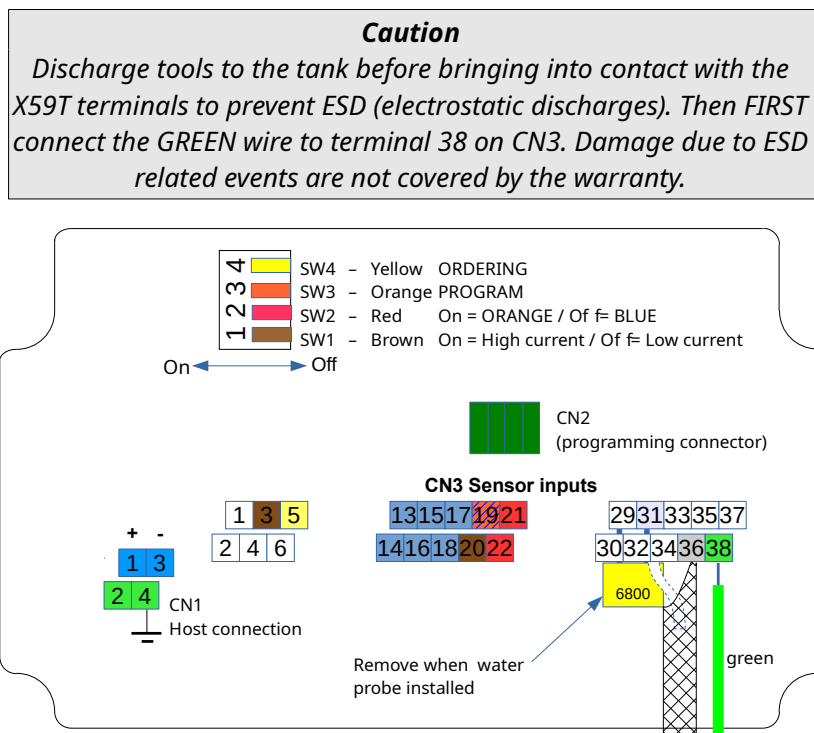 Caution
Discharge tools to the tank before bringing into contact with the
X59T terminals to prevent ESD (electrostatic discharges). Then FIRST
connect the GREEN wire to terminal 38 on CN3. Damage due to ESD
related events are not covered by the warranty.
4 SW4 – Yellow ORDERING
3 SW3 – Orange PROGRAM
2 SW2 – Red On = ORANGE / Of f= BLUE
1 SW1 – Brown On = High current / Of f= Low current
On Off
CN2
(programming connector)
CN3 Sensor inputs
1 3 5 13 15 17 19 21 29 31 33 35 37
+ -
2 4 6 14 16 18 20 22 30 32 34 36 38
1 3
2 4 CN1
Host connection
6800
Remove when water
probe installed
green